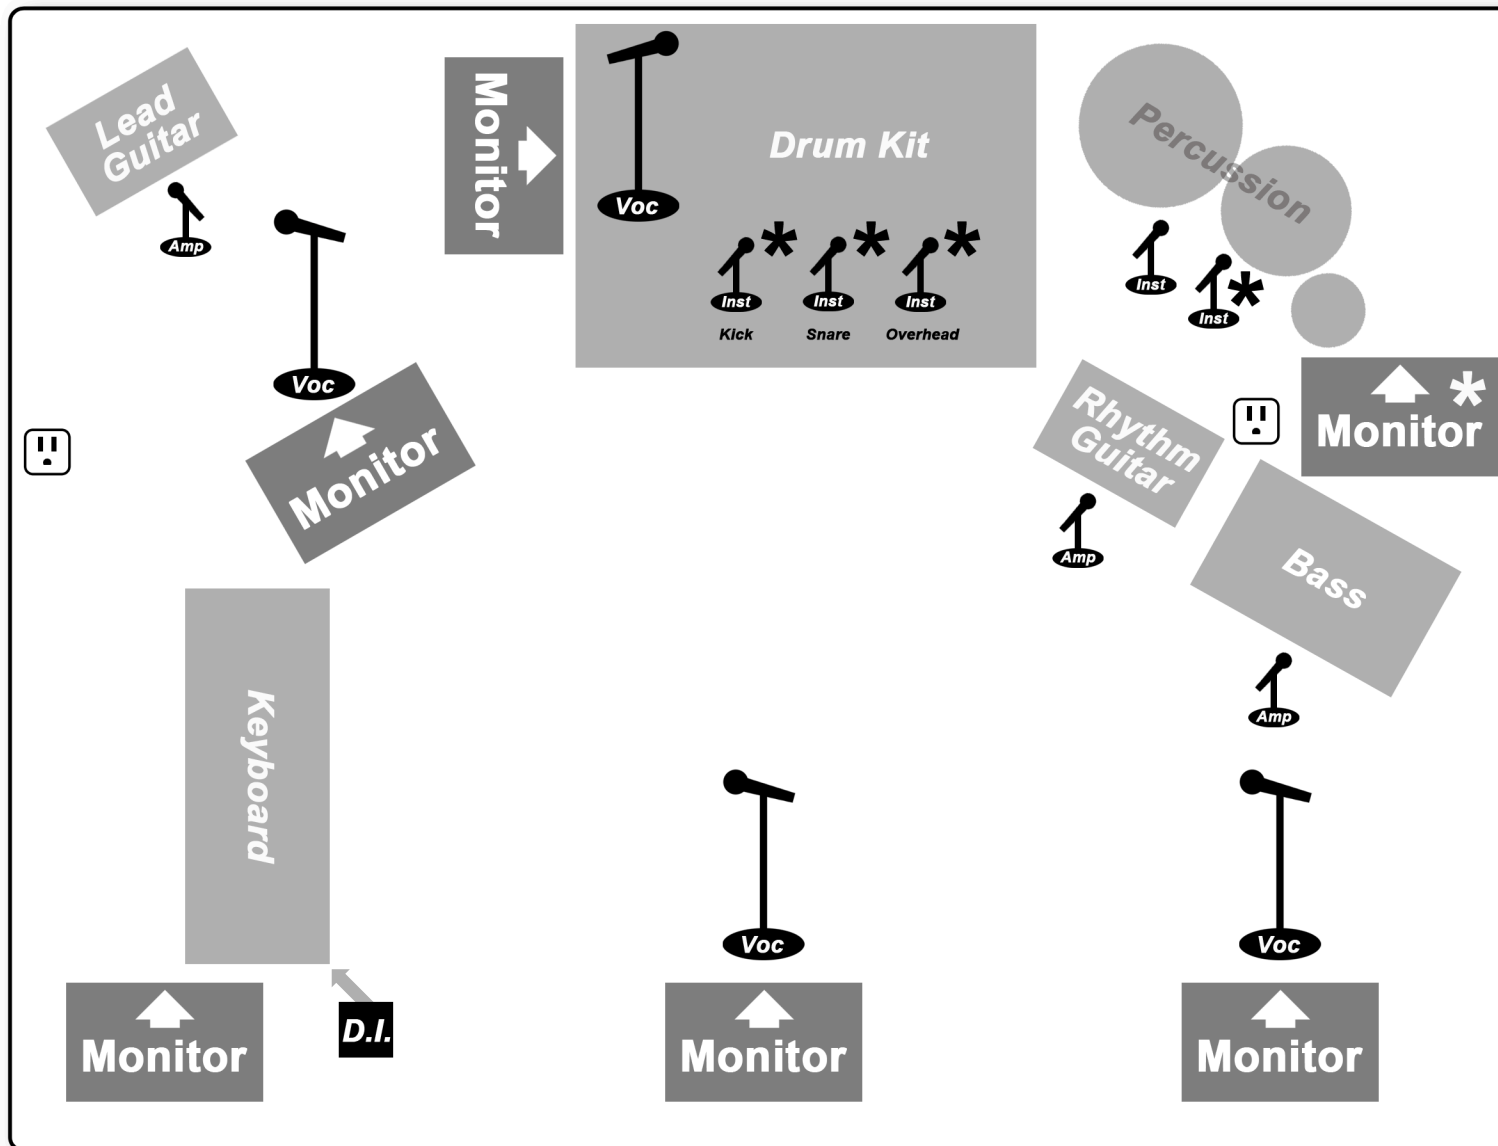 Lead
Guitar
Amp
Voc
Monitor
Monitor
Voc
Drum Kit
*
*
*
Inst
Inst
Inst
Kick
Snare
Overhead
Percussion
Inst
Inst
*
Monitor *
Rhythm
Guitar
Amp
Bass
Amp
Keyboard
Monitor
D.I.
Voc
Monitor
Voc
Monitor